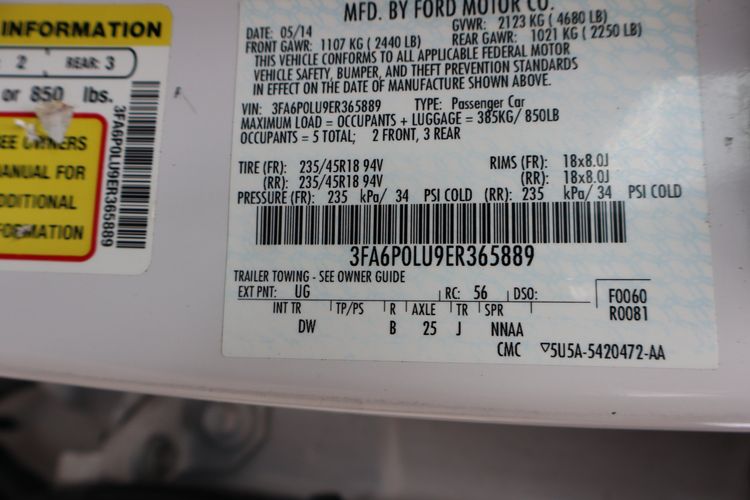 INFORMATION
2 REAR: 3
or 850 lbs.
EE OWNERS
ANUAL FOR
DDITIONAL
3FA6P0LU9ER365889
MFD. BY FORD MOTOR CO.
DATE: 05/14 GVWR: 2123 KG (4680 LB)
FRONT GAWR: 1107 KG (2440 LB) REAR GAWR: 1021 KG (2250 LB)
THIS VEHICLE CONFORMS TO ALL APPLICABLE FEDERAL MOTOR
VEHICLE SAFETY, BUMPER, AND THEFT PREVENTION STANDARDS
IN EFFECT ON THE DATE OF MANUFACTURE SHOWN ABOVE.
VIN: 3FA6P0LU9ER365889 TYPE: Passenger Car
MAXIMUM LOAD = OCCUPANTS + LUGGAGE = 385KG/ 850LB
OCCUPANTS = 5 TOTAL; 2 FRONT, 3 REAR
TIRE (FR): 235/45R18 94V RIMS (FR): 18x8.0J
(RR): 235/45R18 94V (RR): 18x8.0J
PRESSURE (FR): 235 kPa/ 34 PSI COLD (RR): 235 kPa/ 34 PSI COLD
3FA6P0LU9ER365889
TRAILER TOWING - SEE OWNER GUIDE
EXT PNT: UG RC: 56 DSO: F0060
INT TR TP/PS R AXLE TR SPR R0081
DW B 25 J NNAA
CMC ▽5U5A-5420472-AA